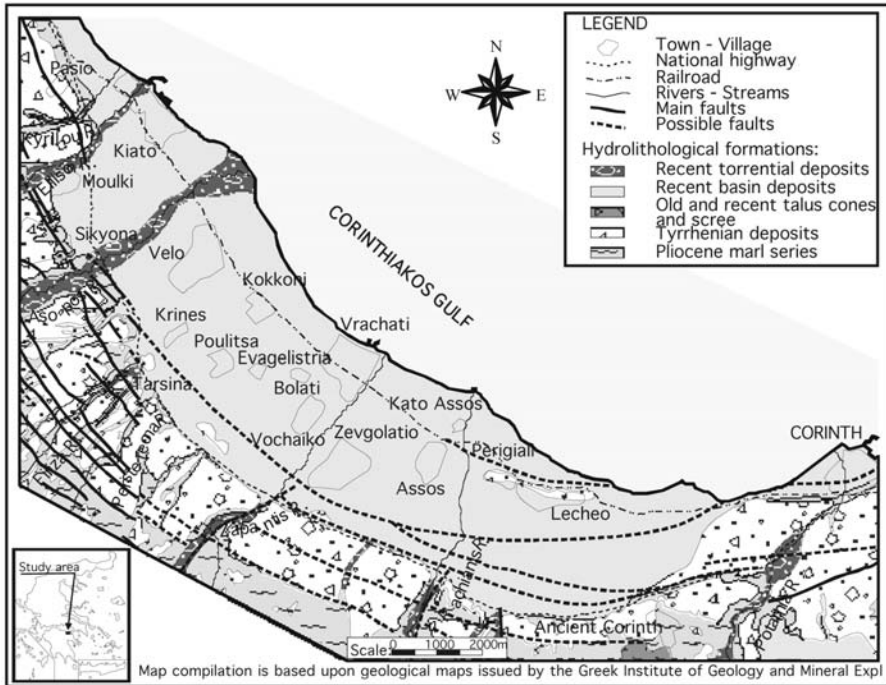 LEGEND
Town - Village
National highway
Railroad
Rivers - Streams
Main faults
Possible faults
Hydrolithological formations:
Recent torrential deposits
Recent basin deposits
Old and recent talus cones
and scree
Tyrrhenian deposits
Pliocene marl series
N
W
E
S
Pasio
Kyrilou
Kiato
Moulki
Sikyona
Velo
CORINTHIAKOS GULF
Kokkoni
Krines
Vrachati
Poulitsa
Evagelistria
Tarsina
Bolati
Kato Assos
Vochaiko
Zevgolatio
Perigiali
CORINTH
Assos
Lecheo
Zapantis R.
Ancient Corinth
Study area
Scale:
0
1000
2000m
Map compilation is based upon geological maps issued by the Greek Institute of Geology and Mineral Expl